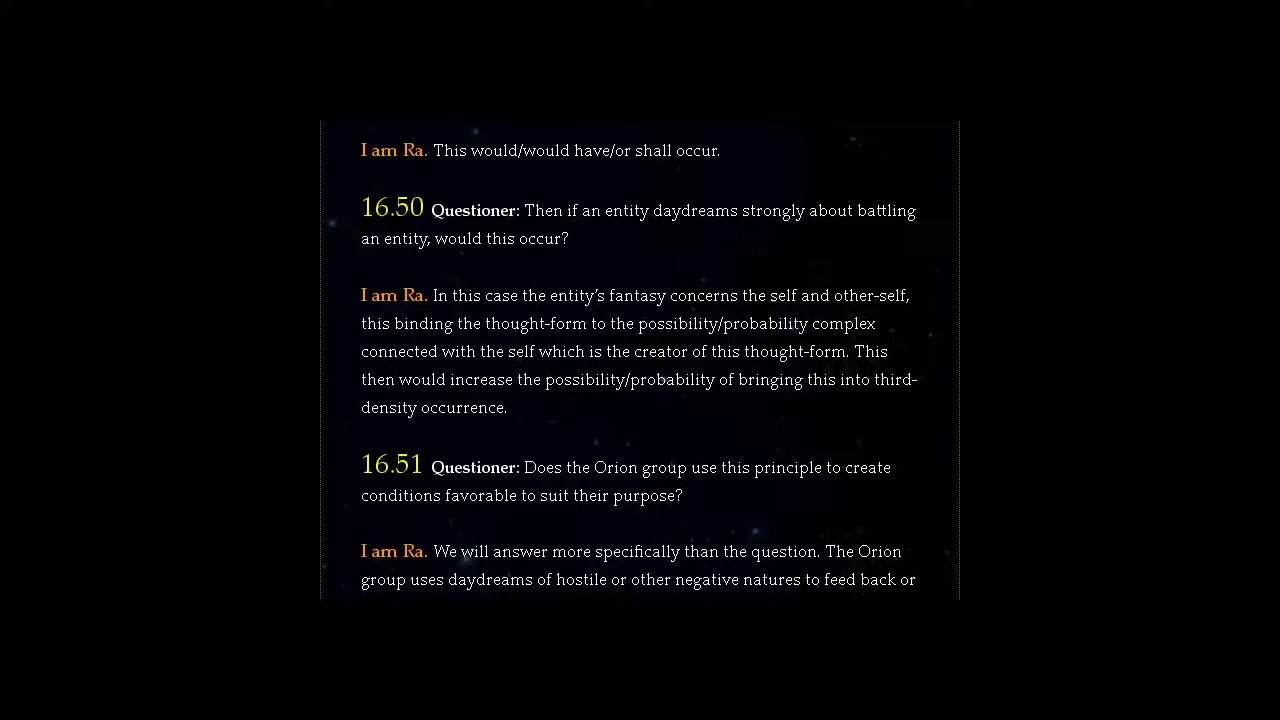 I am Ra. This would/would have/or shall occur.
16.50 Questioner: Then if an entity daydreams strongly about battling
an entity, would this occur?
I am Ra. In this case the entity’s fantasy concerns the self and other-self,
this binding the thought-form to the possibility/probability complex
connected with the self which is the creator of this thought-form. This
then would increase the possibility/probability of bringing this into third-
density occurrence.
16.51 Questioner: Does the Orion group use this principle to create
conditions favorable to suit their purpose?
I am Ra. We will answer more specifically than the question. The Orion
group uses daydreams of hostile or other negative natures to feed back or